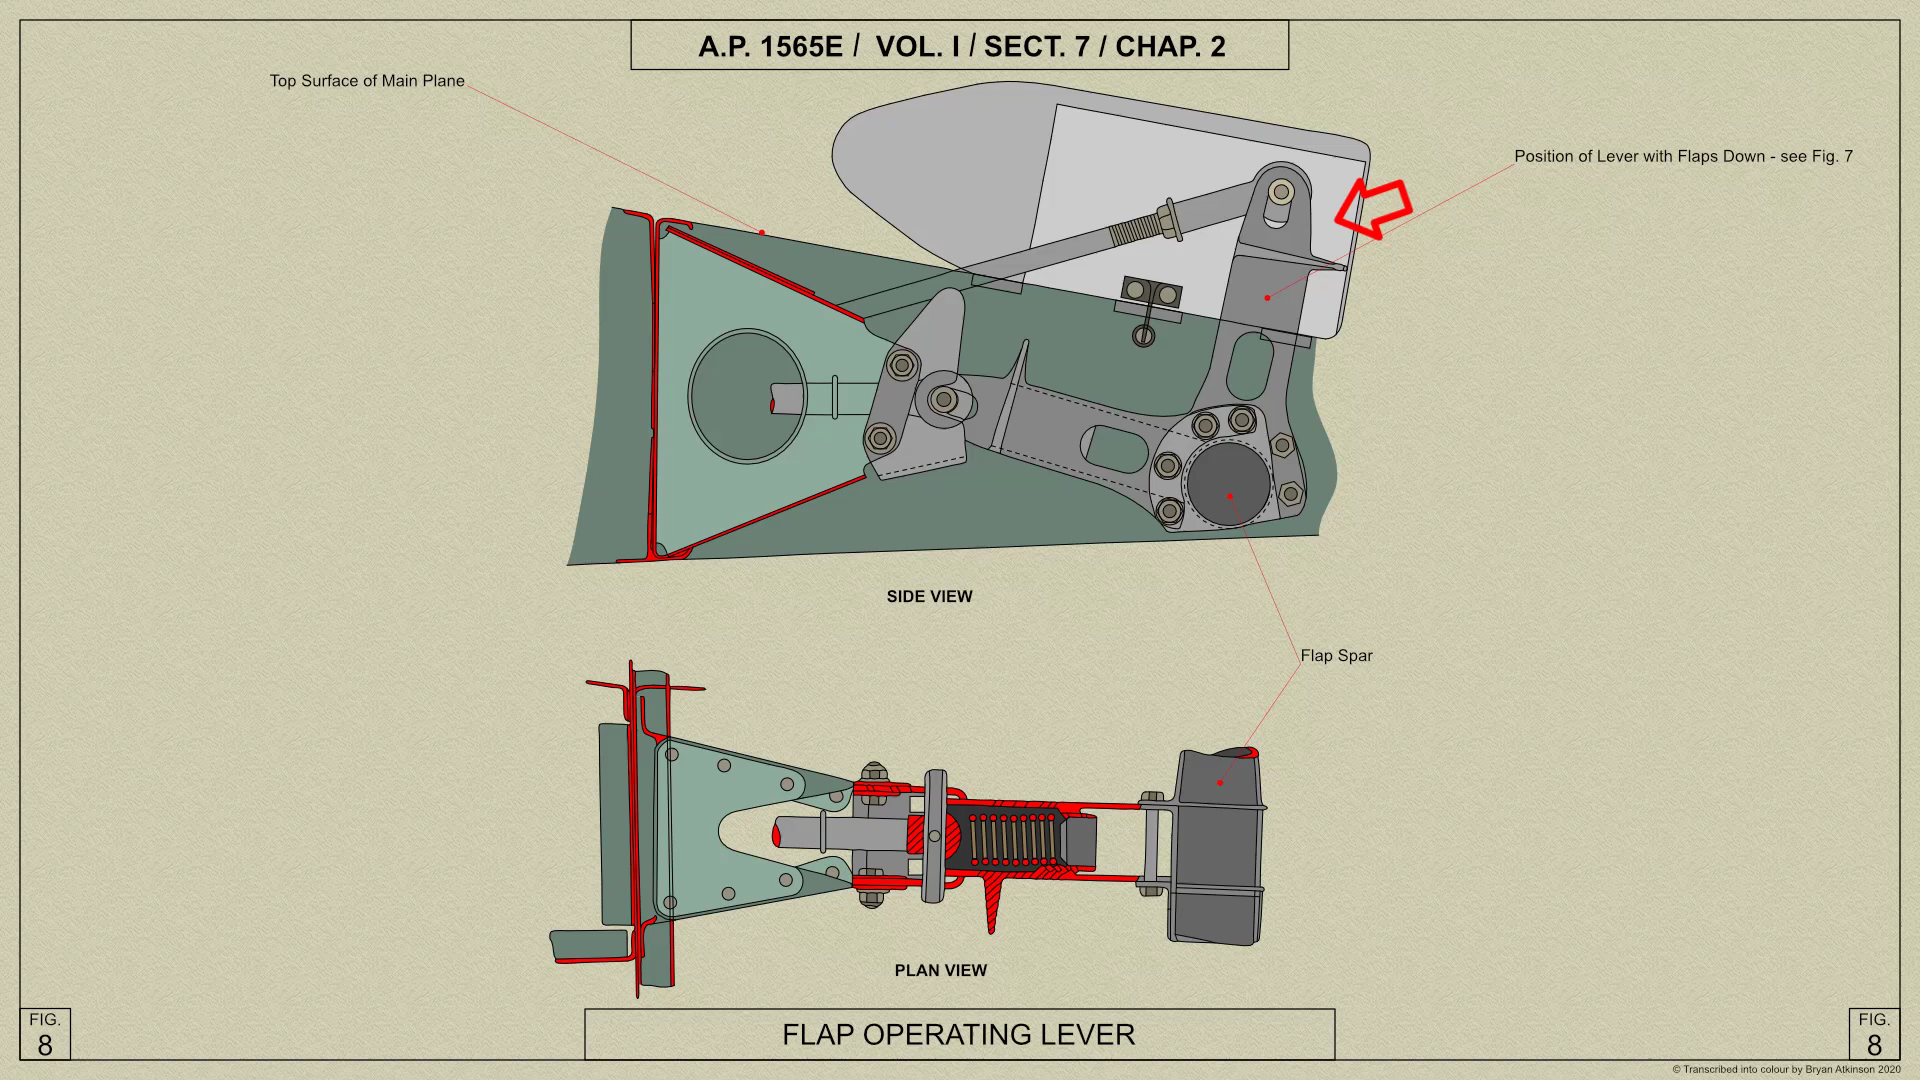 A.P. 1565E / VOL. I / SECT. 7 / CHAP. 2
Top Surface of Main Plane
Position of Lever with Flaps Down - see Fig. 7
SIDE VIEW
Flap Spar
PLAN VIEW
FIG.
8
FLAP OPERATING LEVER
FIG.
8
© Transcribed into colour by Bryan Atkinson 2020